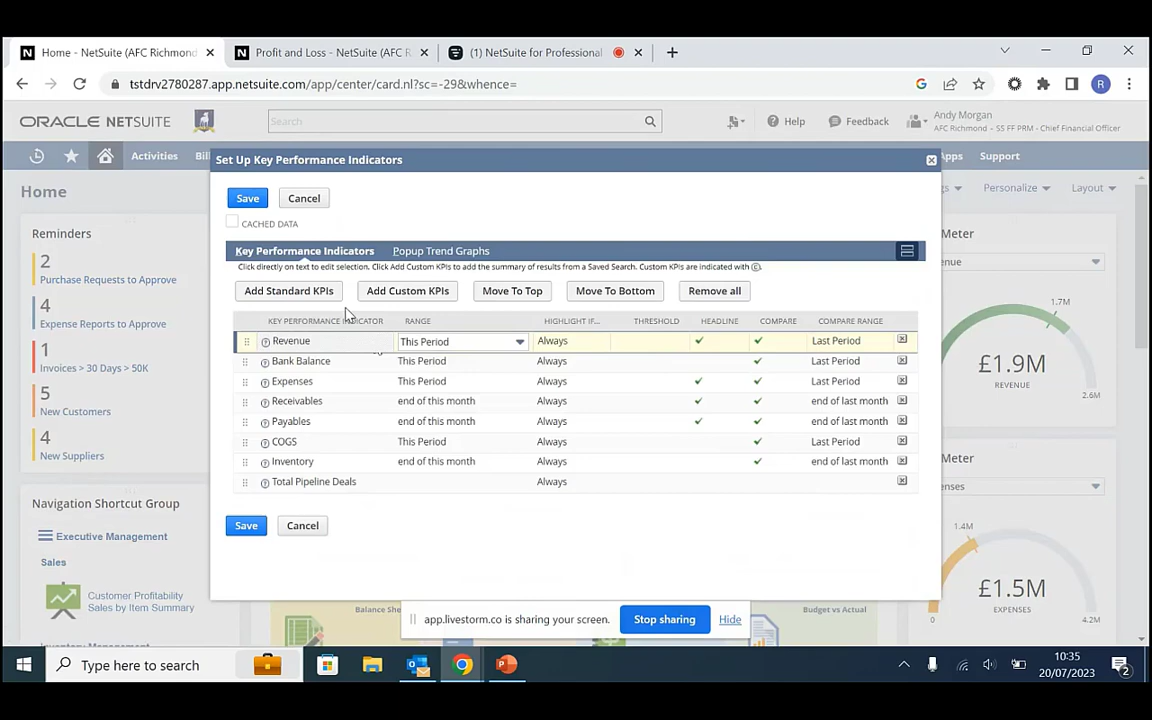 Home - NetSuite (AFC Richmond
Profit and Loss - NetSuite (AFC R
(1) NetSuite for Professional
tstdrv2780287.app.netsuite.com/app/center/card.nl?sc=-29&whence=
R
ORACLE NETSUITE
Search
Help
Feedback
Andy Morgan
AFC Richmond - SS FF PRM - Chief Financial Officer
Activities
Bil
Set Up Key Performance Indicators
Apps
Support
Home
Personalize
Layout
Save
Cancel
CACHED DATA
Reminders
2
Purchase Requests to Approve
4
Expense Reports to Approve
1
Invoices > 30 Days > 50K
5
New Customers
4
New Suppliers
Key Performance Indicators
Popup Trend Graphs
Click directly on text to edit selection. Click Add Custom KPIs to add the summary of results from a Saved Search. Custom KPIs are indicated with C.
Add Standard KPIs
Add Custom KPIs
Move To Top
Move To Bottom
Remove all
KEY PERFORMANCE INDICATOR RANGE HIGHLIGHT IF... THRESHOLD HEADLINE COMPARE COMPARE RANGE
Revenue This Period Always Last Period
Bank Balance This Period Always Last Period
Expenses This Period Always Last Period
Receivables end of this month Always end of last month
Payables end of this month Always end of last month
COGS This Period Always Last Period
Inventory end of this month Always end of last month
Total Pipeline Deals Always
Save
Cancel
Meter
enue
1.7M
£1.9M
REVENUE
2.6M
Meter
enses
1.4M
£1.5M
EXPENSES
0
4.2M
Navigation Shortcut Group
Executive Management
Sales
Customer Profitability
Sales by Item Summary
Balance She
Budget vs Actual
app.livestorm.co is sharing your screen.
Stop sharing
Hide
Type here to search
10:35
20/07/2023
2